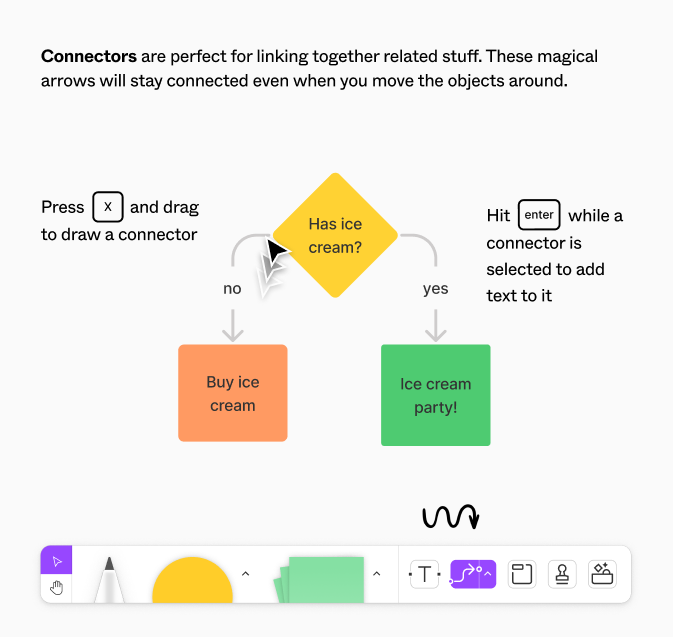 Connectors are perfect for linking together related stuff. These magical
arrows will stay connected even when you move the objects around.
Press X and drag
to draw a connector
Has ice
cream?
Hit enter while a
connector is
selected to add
text to it
no
yes
Buy ice
cream
Ice cream
party!
T